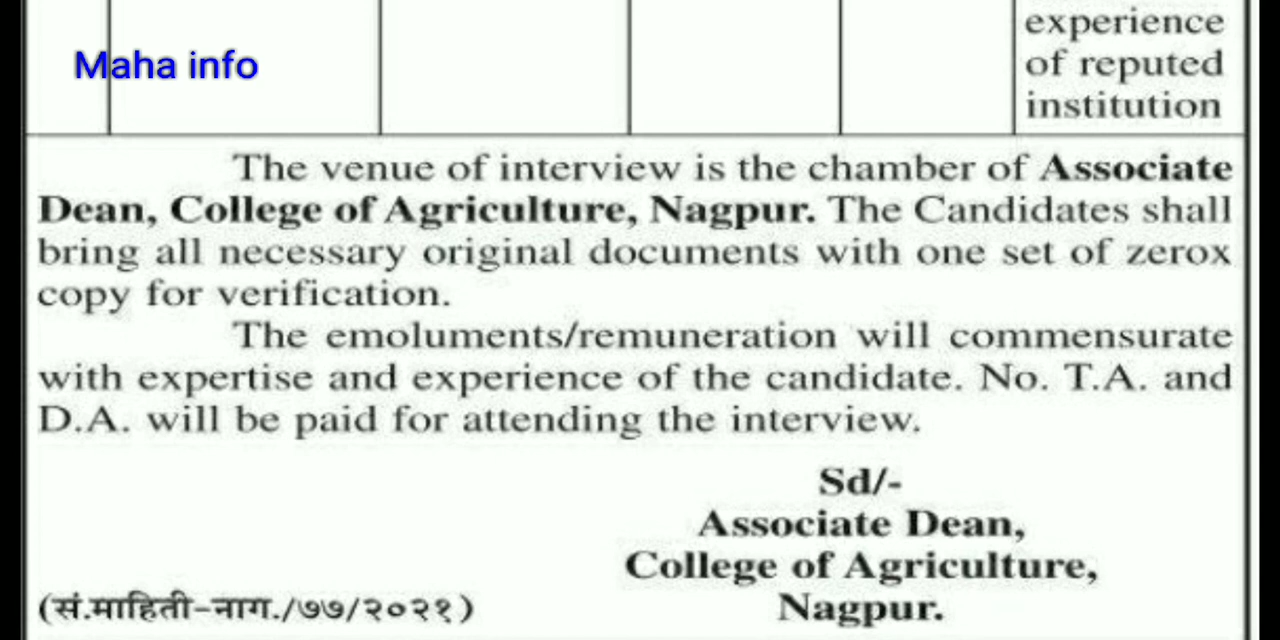 experience
Maha info
of reputed
institution
The venue of interview is the chamber of Associate
Dean, College of Agriculture, Nagpur. The Candidates shall
bring all necessary original documents with one set of zerox
copy for verification.
The emoluments/remuneration will commensurate
with expertise and experience of the candidate. No. T.A. and
D.A. will be paid for attending the interview.
Sd/-
Associate Dean,
College of Agriculture,
(सं.माहिती-नाग./७७/२०२१)
Nagpur.